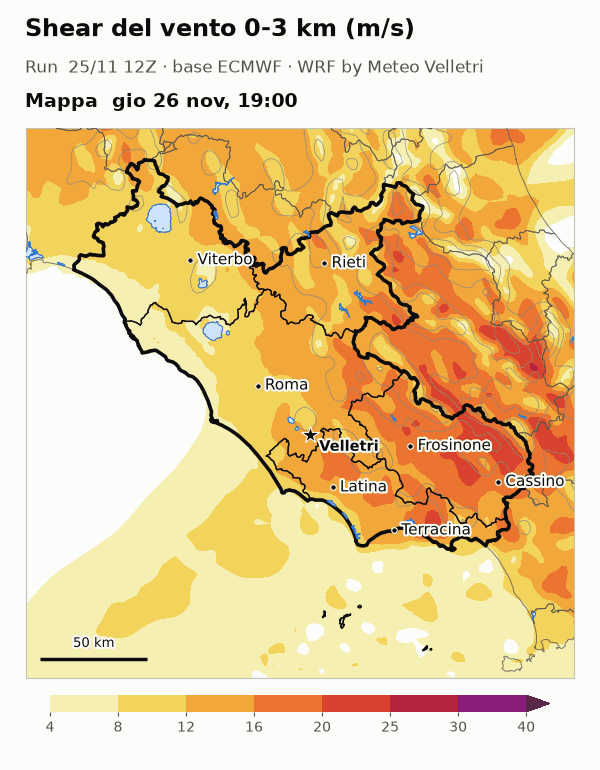 Shear del vento 0-3 km (m/s)
Run 25/11 12Z · base ECMWF · WRF by Meteo Velletri
Mappa gio 26 nov, 19:00
Viterbo
Rieti
Roma
Velletri
Frosinone
Latina
Cassino
Terracina
50 km
4 8 12 16 20 25 30 40